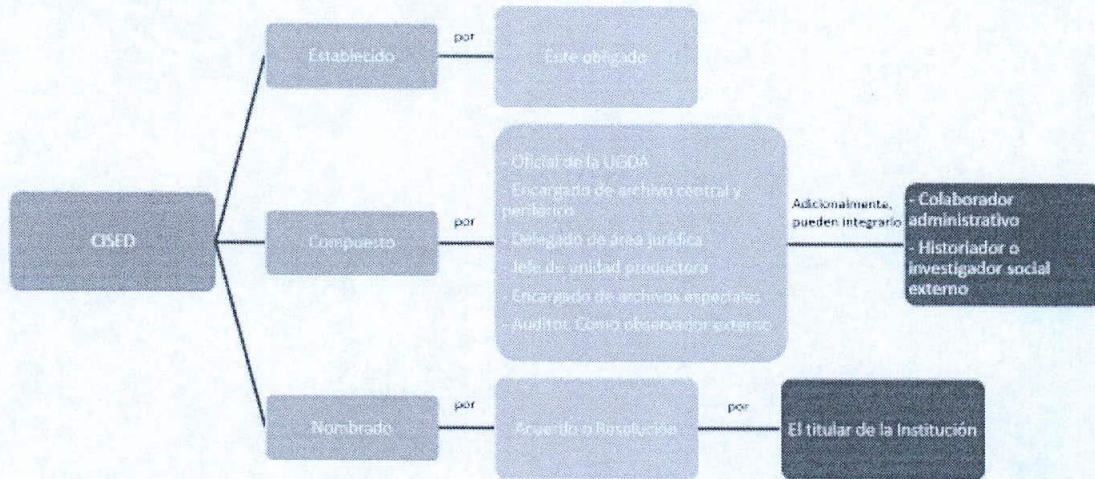 CISED
Establecido
por
Ente obligado
Compuesto
por
- Oficial de la UGDA
- Encargado de archivo central y
periférico
- Delegado de área jurídica
- Jefe de unidad productora
- Encargado de archivos especiales
- Auditor. Como observador externo
Adicionalmente,
pueden integrarlo
- Colaborador
administrativo
- Historiador o
investigador social
externo
Nombrado
por
Acuerdo o Resolución
por
El titular de la Institución